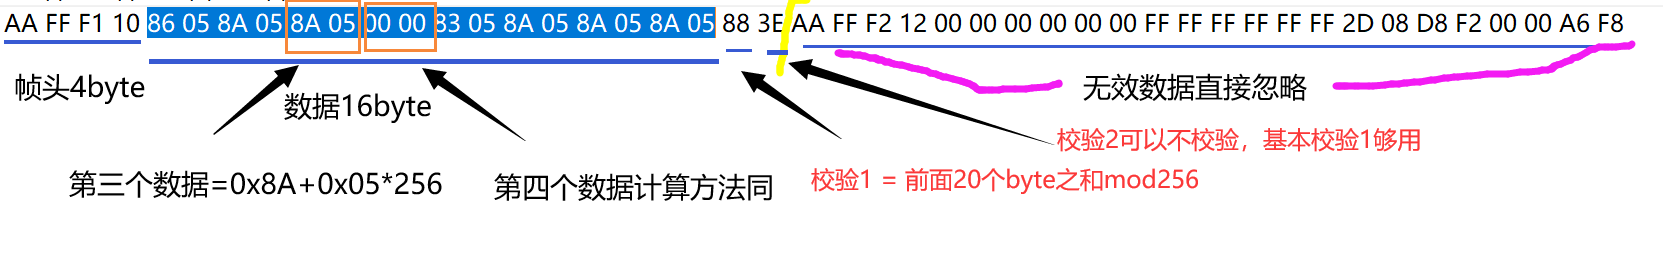 AA FF F1 10 86 05 8A 05 8A 05 00 00 83 05 8A 05 8A 05 8A 05 88 3E AA FF F2 12 00 00 00 00 00 00 FF FF FF FF FF FF 2D 08 D8 F2 00 00 A6 F8
帧头4byte
数据16byte
无效数据直接忽略
校验2可以不校验，基本校验1够用
第三个数据=0x8A+0x05*256
第四个数据计算方法同
校验1 = 前面20个byte之和mod256